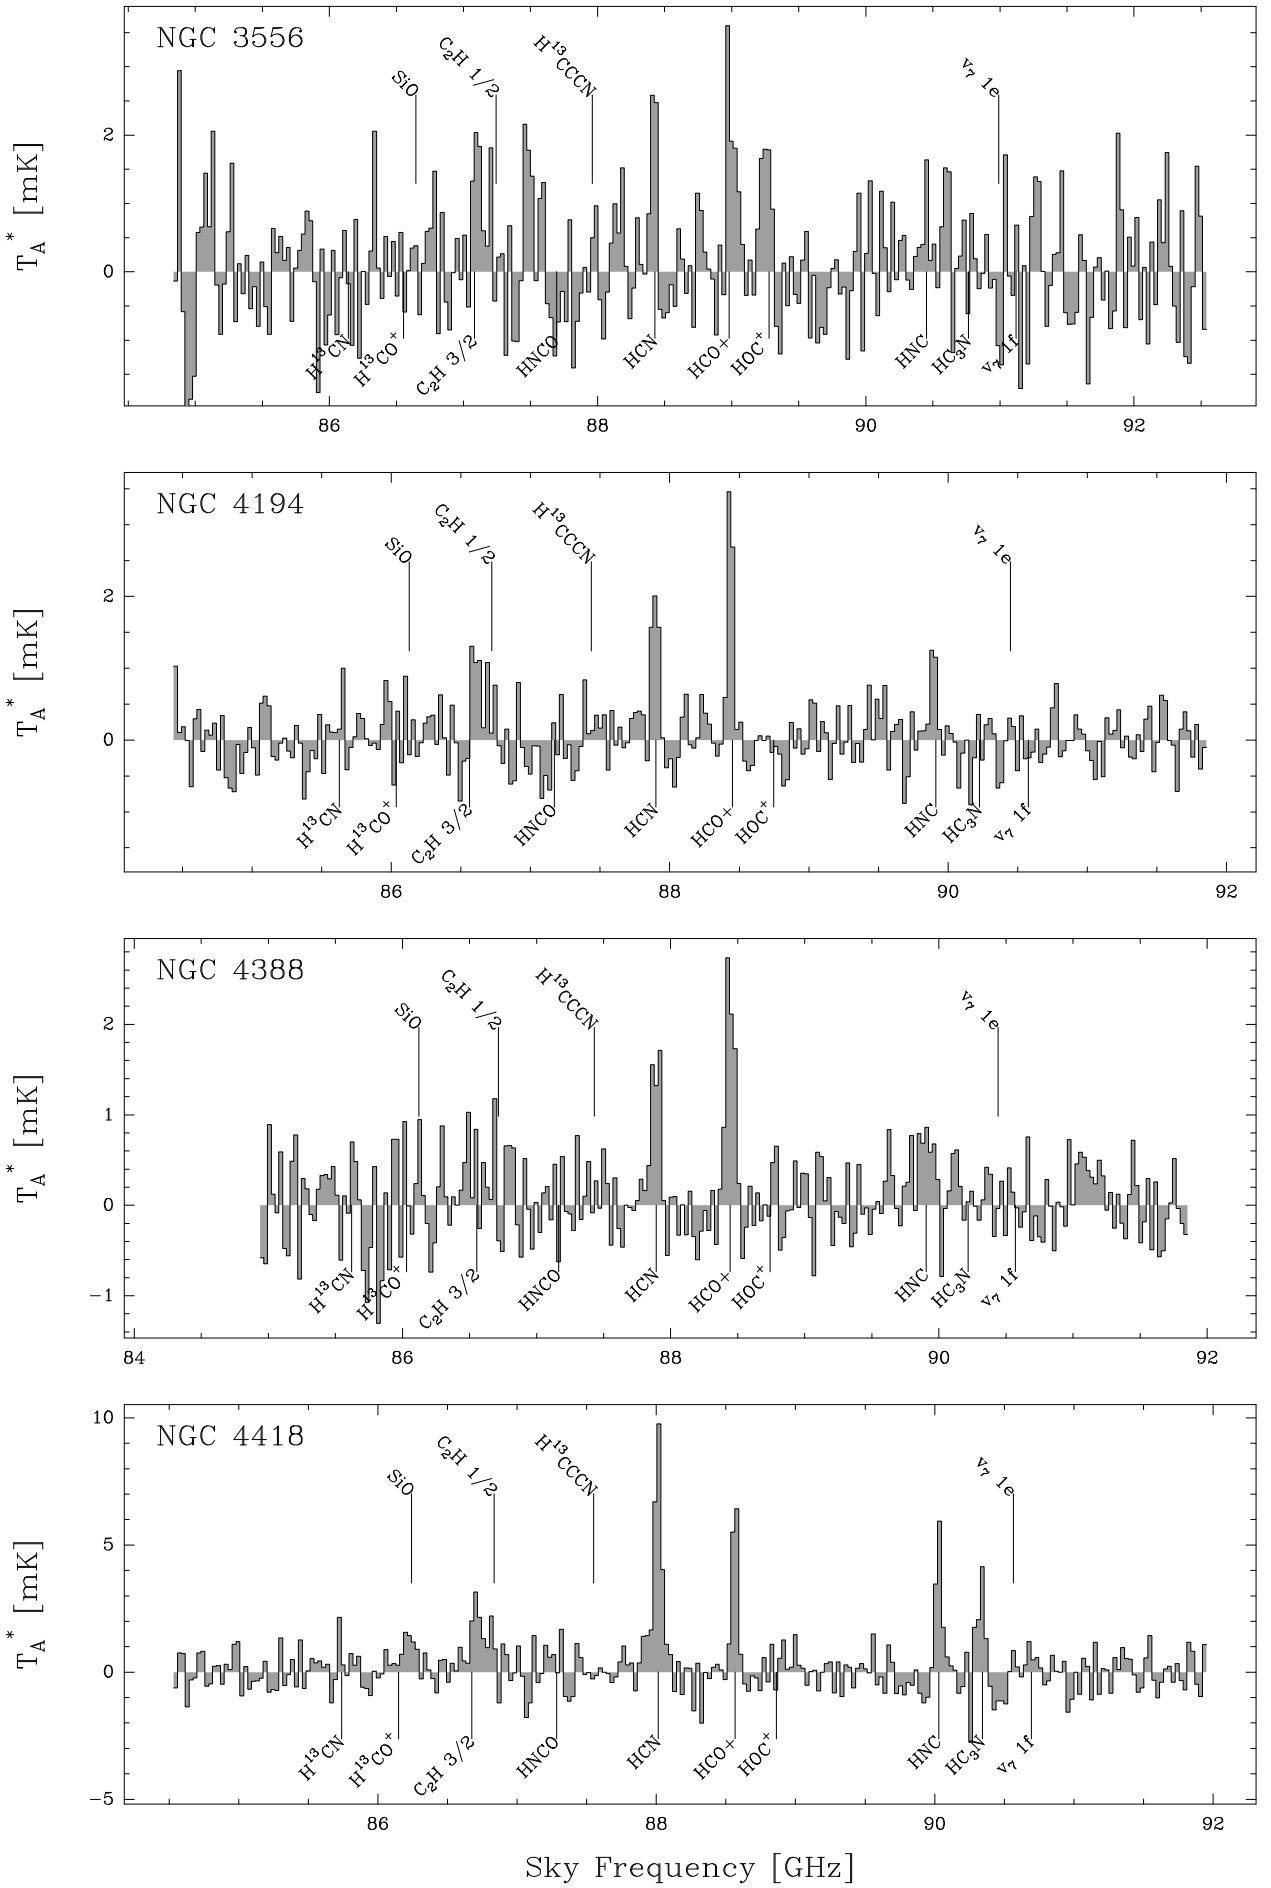 NGC 3556
T_A^* [mK]
2
0
SiO
C₂H 1/2
H¹³CCCN
v₇ 1e
H¹³CN
H¹³CO⁺
C₂H 3/2
HNCO
HCN
HCO+
HOC⁺
HNC
HC₃N
v₇ 1f
86 88 90 92
NGC 4194
T_A^* [mK]
2
0
SiO
C₂H 1/2
H¹³CCCN
v₇ 1e
H¹³CN
H¹³CO⁺
C₂H 3/2
HNCO
HCN
HCO+
HOC⁺
HNC
HC₃N
v₇ 1f
86 88 90 92
NGC 4388
T_A^* [mK]
2
1
0
−1
SiO
C₂H 1/2
H¹³CCCN
v₇ 1e
H¹³CN
H¹³CO⁺
C₂H 3/2
HNCO
HCN
HCO+
HOC⁺
HNC
HC₃N
v₇ 1f
84 86 88 90 92
NGC 4418
T_A^* [mK]
10
5
0
−5
SiO
C₂H 1/2
H¹³CCCN
v₇ 1e
H¹³CN
H¹³CO⁺
C₂H 3/2
HNCO
HCN
HCO+
HOC⁺
HNC
HC₃N
v₇ 1f
86 88 90 92
Sky Frequency [GHz]